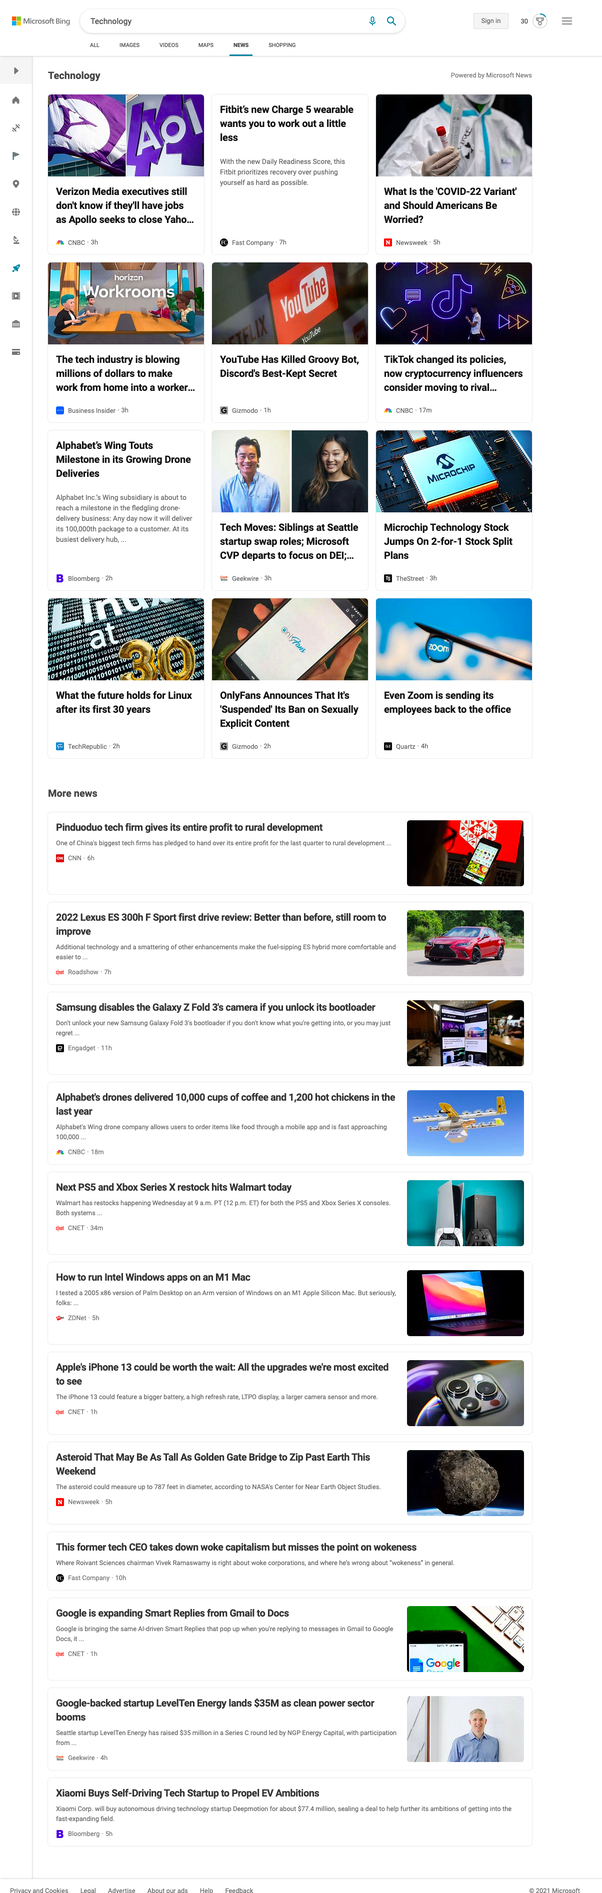 Microsoft Bing
Technology
Sign in
30
ALL
IMAGES
VIDEOS
MAPS
NEWS
SHOPPING
Technology
Powered by Microsoft News
Aol
Verizon Media executives still
don't know if they'll have jobs
as Apollo seeks to close Yaho...
CNBC · 3h
Fitbit's new Charge 5 wearable
wants you to work out a little
less
With the new Daily Readiness Score, this
Fitbit prioritizes recovery over pushing
yourself as hard as possible.
Fast Company · 7h
What Is the 'COVID-22 Variant'
and Should Americans Be
Worried?
Newsweek · 5h
horizon
Workrooms
The tech industry is blowing
millions of dollars to make
work from home into a worker...
Business Insider · 3h
YouTube
NETFLIX
YouTube
YouTube Has Killed Groovy Bot,
Discord's Best-Kept Secret
Gizmodo · 1h
TikTok changed its policies,
now cryptocurrency influencers
consider moving to rival...
CNBC · 17m
Alphabet's Wing Touts
Milestone in its Growing Drone
Deliveries
Alphabet Inc.'s Wing subsidiary is about to
reach a milestone in the fledgling drone-
delivery business: Any day now it will deliver
its 100,000th package to a customer. At its
busiest delivery hub, ...
Bloomberg · 2h
Tech Moves: Siblings at Seattle
startup swap roles; Microsoft
CVP departs to focus on DEI;...
Geekwire · 3h
MICROCHIP
Microchip Technology Stock
Jumps On 2-for-1 Stock Split
Plans
TheStreet · 3h
Linux
at
30
What the future holds for Linux
after its first 30 years
TechRepublic · 2h
OnlyFans
OnlyFans Announces That It's
'Suspended' Its Ban on Sexually
Explicit Content
Gizmodo · 2h
zoom
Even Zoom is sending its
employees back to the office
Quartz · 4h
More news
Pinduoduo tech firm gives its entire profit to rural development
One of China's biggest tech firms has pledged to hand over its entire profit for the last quarter to rural development ...
CNN · 6h
2022 Lexus ES 300h F Sport first drive review: Better than before, still room to
improve
Additional technology and a smattering of other enhancements make the fuel-sipping ES hybrid more comfortable and
easier to ...
Roadshow · 7h
Samsung disables the Galaxy Z Fold 3's camera if you unlock its bootloader
Don't unlock your new Samsung Galaxy Fold 3's bootloader if you don't know what you're getting into, or you may just
regret ...
Engadget · 11h
Alphabet's drones delivered 10,000 cups of coffee and 1,200 hot chickens in the
last year
Alphabet's Wing drone company allows users to order items like food through a mobile app and is fast approaching
100,000 ...
CNBC · 18m
Next PS5 and Xbox Series X restock hits Walmart today
Walmart has restocks happening Wednesday at 9 a.m. PT (12 p.m. ET) for both the PS5 and Xbox Series X consoles.
Both systems ...
CNET · 34m
How to run Intel Windows apps on an M1 Mac
I tested a 2005 x86 version of Palm Desktop on an Arm version of Windows on an M1 Apple Silicon Mac. But seriously,
folks: ...
ZDNet · 5h
Apple's iPhone 13 could be worth the wait: All the upgrades we're most excited
to see
The iPhone 13 could feature a bigger battery, a high refresh rate, LTPO display, a larger camera sensor and more.
CNET · 1h
Asteroid That May Be As Tall As Golden Gate Bridge to Zip Past Earth This
Weekend
The asteroid could measure up to 787 feet in diameter, according to NASA's Center for Near Earth Object Studies.
Newsweek · 5h
This former tech CEO takes down woke capitalism but misses the point on wokeness
Where Roivant Sciences chairman Vivek Ramaswamy is right about woke corporations, and where he's wrong about "wokeness" in general.
Fast Company · 10h
Google is expanding Smart Replies from Gmail to Docs
Google is bringing the same AI-driven Smart Replies that pop up when you're replying to messages in Gmail to Google
Docs, it ...
CNET · 1h
Google
Google-backed startup LevelTen Energy lands $35M as clean power sector
booms
Seattle startup LevelTen Energy has raised $35 million in a Series C round led by NGP Energy Capital, with participation
from ...
Geekwire · 4h
Xiaomi Buys Self-Driving Tech Startup to Propel EV Ambitions
Xiaomi Corp. will buy autonomous driving technology startup Deepmotion for about $77.4 million, sealing a deal to help further its ambitions of getting into the
fast-expanding field.
Bloomberg · 5h
Privacy and Cookies
Legal
Advertise
About our ads
Help
Feedback
© 2021 Microsoft